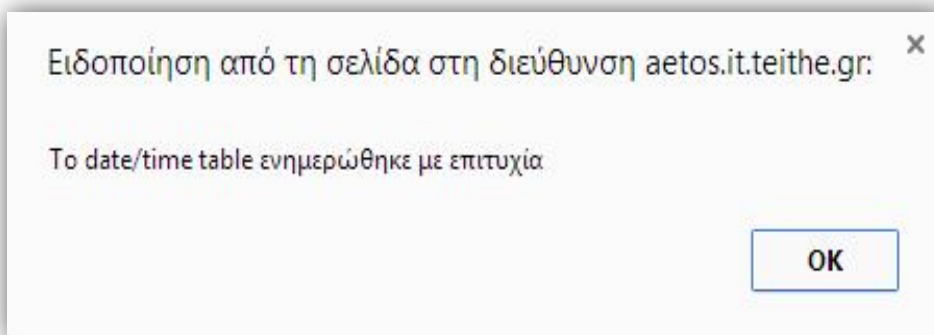 Ειδοποίηση από τη σελίδα στη διεύθυνση aetos.it.teithe.gr:
Το date/time table ενημερώθηκε με επιτυχία
OK